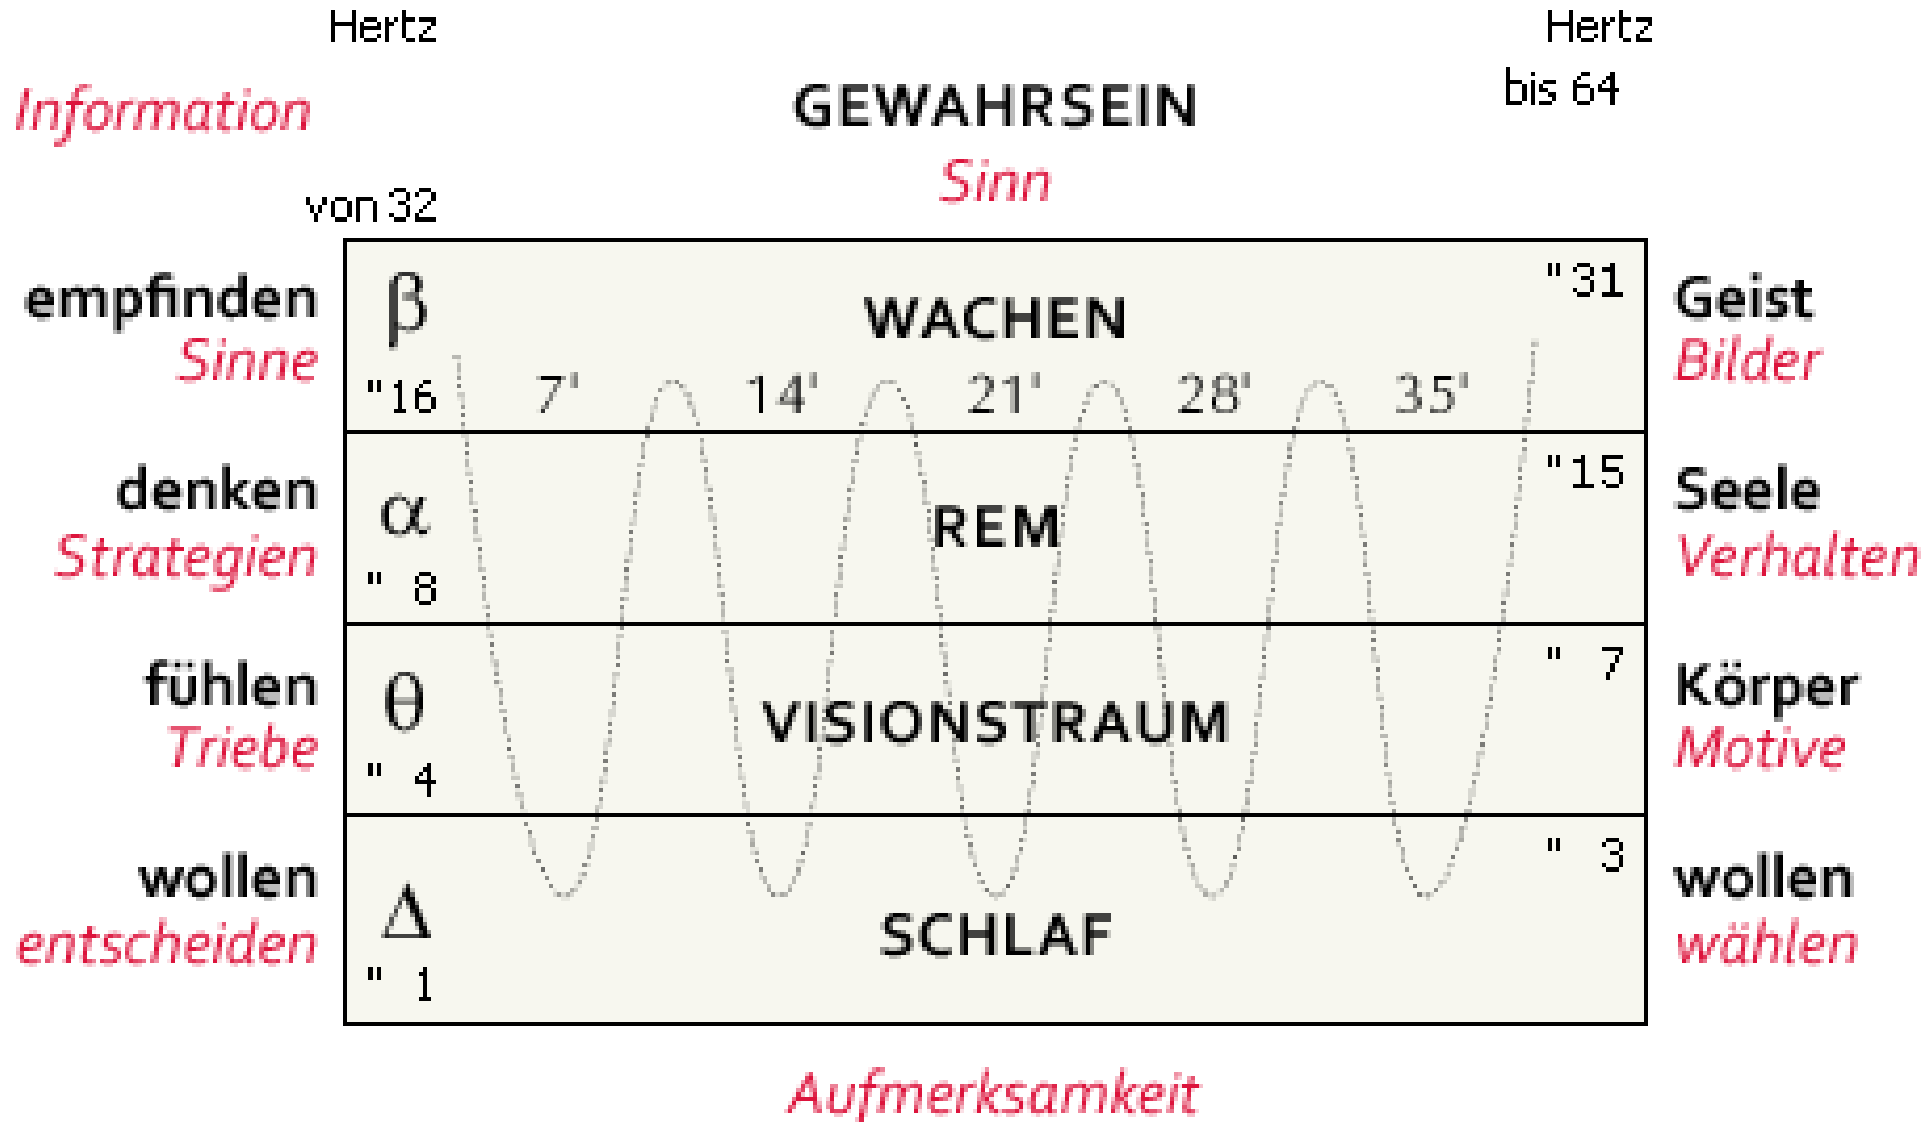 Hertz
Hertz
bis 64
Information
GEWAHRSEIN
Sinn
von 32
empfinden
Sinne
β
WACHEN
"31
Geist
Bilder
"16
7'
14'
21'
28'
35'
denken
Strategien
α
REM
"15
Seele
Verhalten
" 8
fühlen
Triebe
θ
VISIONSTRAUM
" 7
Körper
Motive
" 4
wollen
entscheiden
Δ
SCHLAF
" 3
wollen
wählen
" 1
Aufmerksamkeit